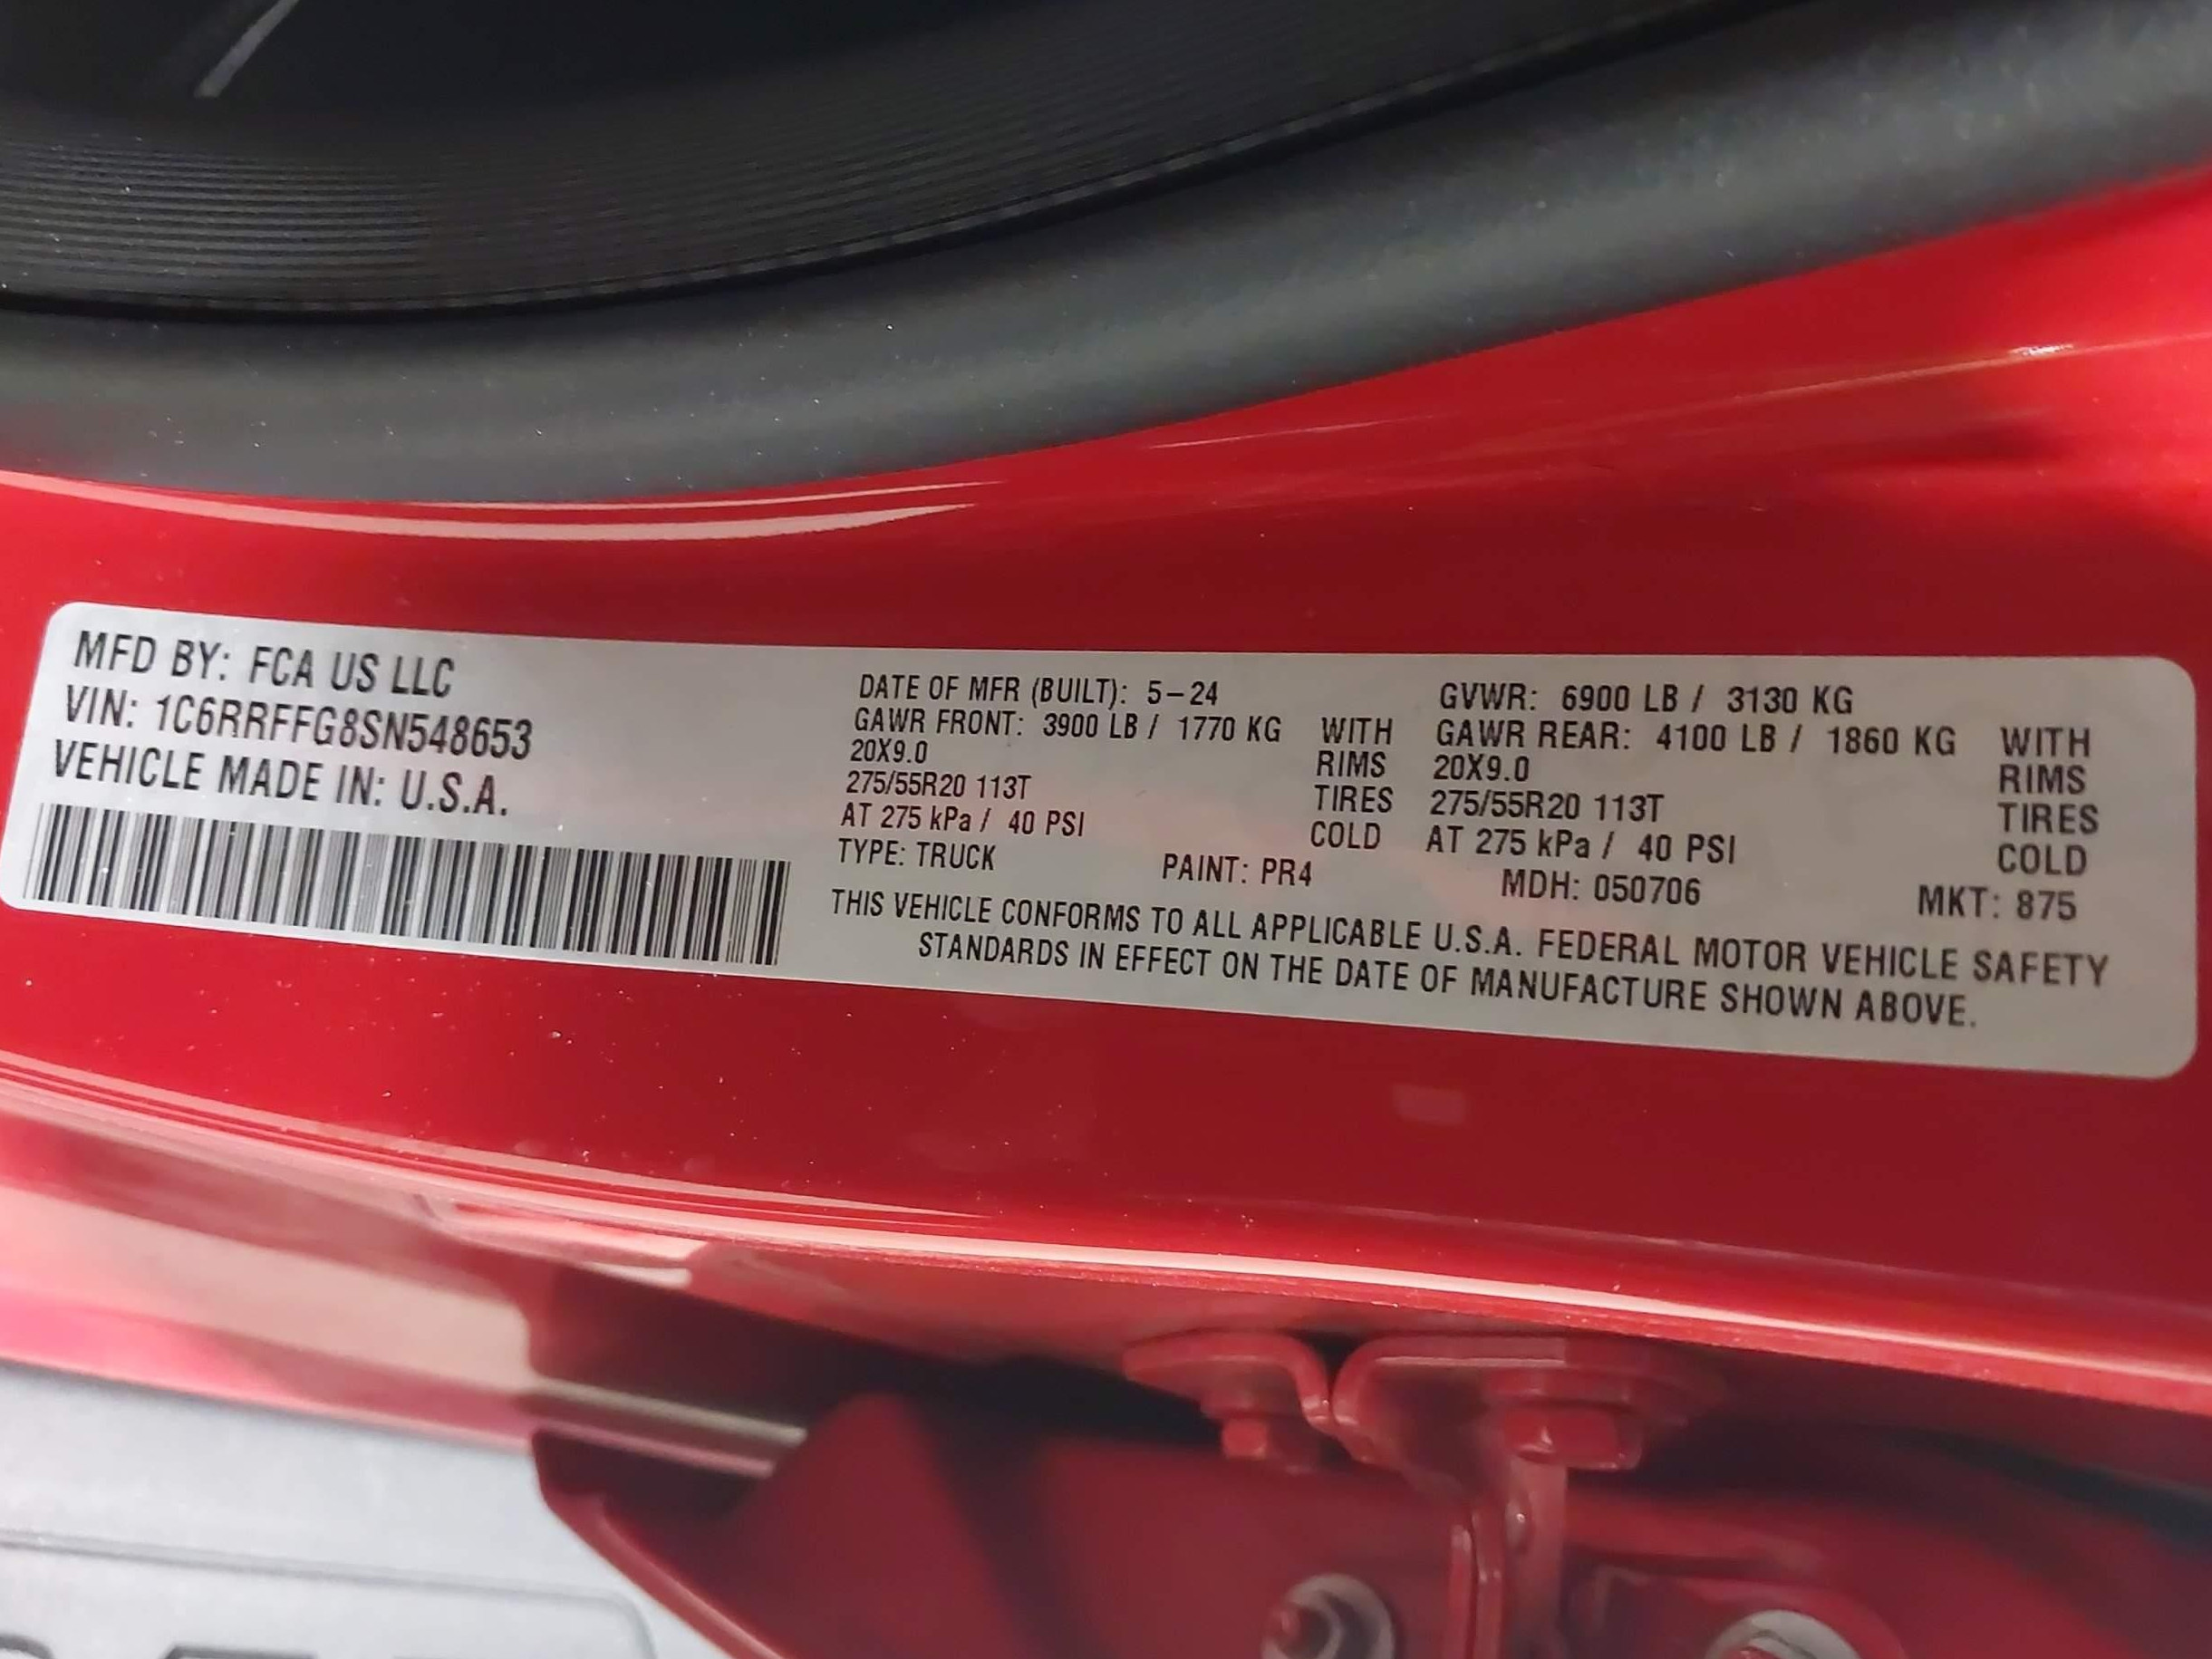 MFD BY: FCA US LLC
VIN: 1C6RRFFG8SN548653
VEHICLE MADE IN: U.S.A.
DATE OF MFR (BUILT): 5-24 GVWR: 6900 LB / 3130 KG
GAWR FRONT: 3900 LB / 1770 KG WITH GAWR REAR: 4100 LB / 1860 KG WITH
20X9.0 RIMS 20X9.0 RIMS
275/55R20 113T TIRES 275/55R20 113T TIRES
AT 275 kPa / 40 PSI COLD AT 275 kPa / 40 PSI COLD
TYPE: TRUCK PAINT: PR4 MDH: 050706 MKT: 875
THIS VEHICLE CONFORMS TO ALL APPLICABLE U.S.A. FEDERAL MOTOR VEHICLE SAFETY
STANDARDS IN EFFECT ON THE DATE OF MANUFACTURE SHOWN ABOVE.